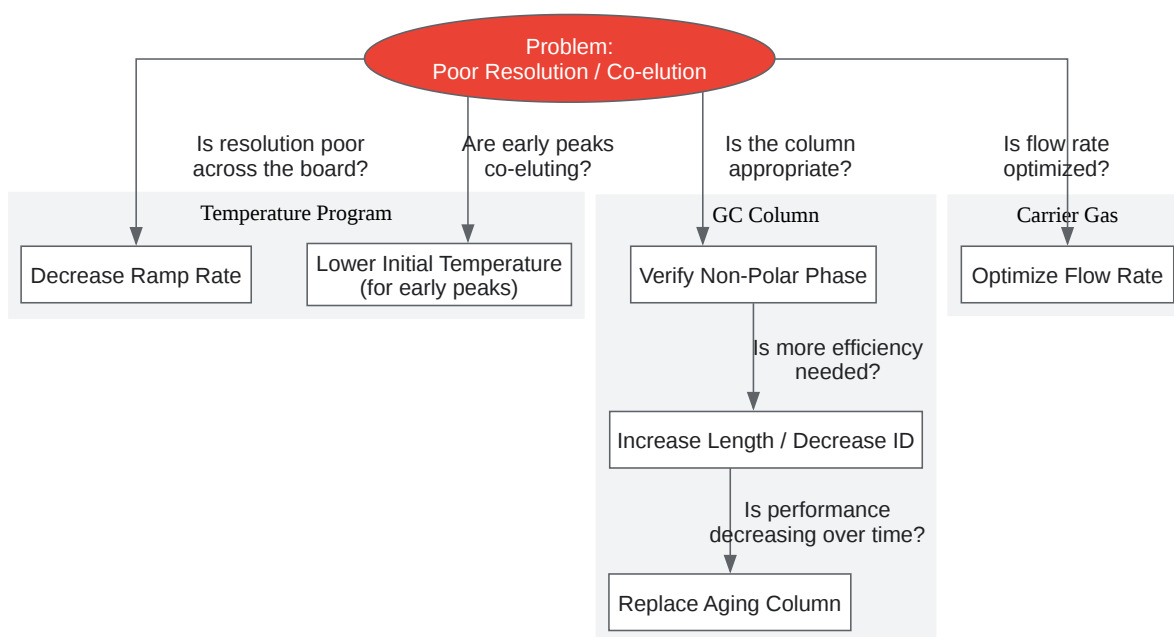 Problem:
Poor Resolution / Co-elution
Is resolution poor
across the board?
Are early peaks
co-eluting?
Is the column
appropriate?
Is flow rate
optimized?
Temperature Program
GC Column
Carrier Gas
Decrease Ramp Rate
Lower Initial Temperature
(for early peaks)
Verify Non-Polar Phase
Optimize Flow Rate
Is more efficiency
needed?
Increase Length / Decrease ID
Is performance
decreasing over time?
Replace Aging Column